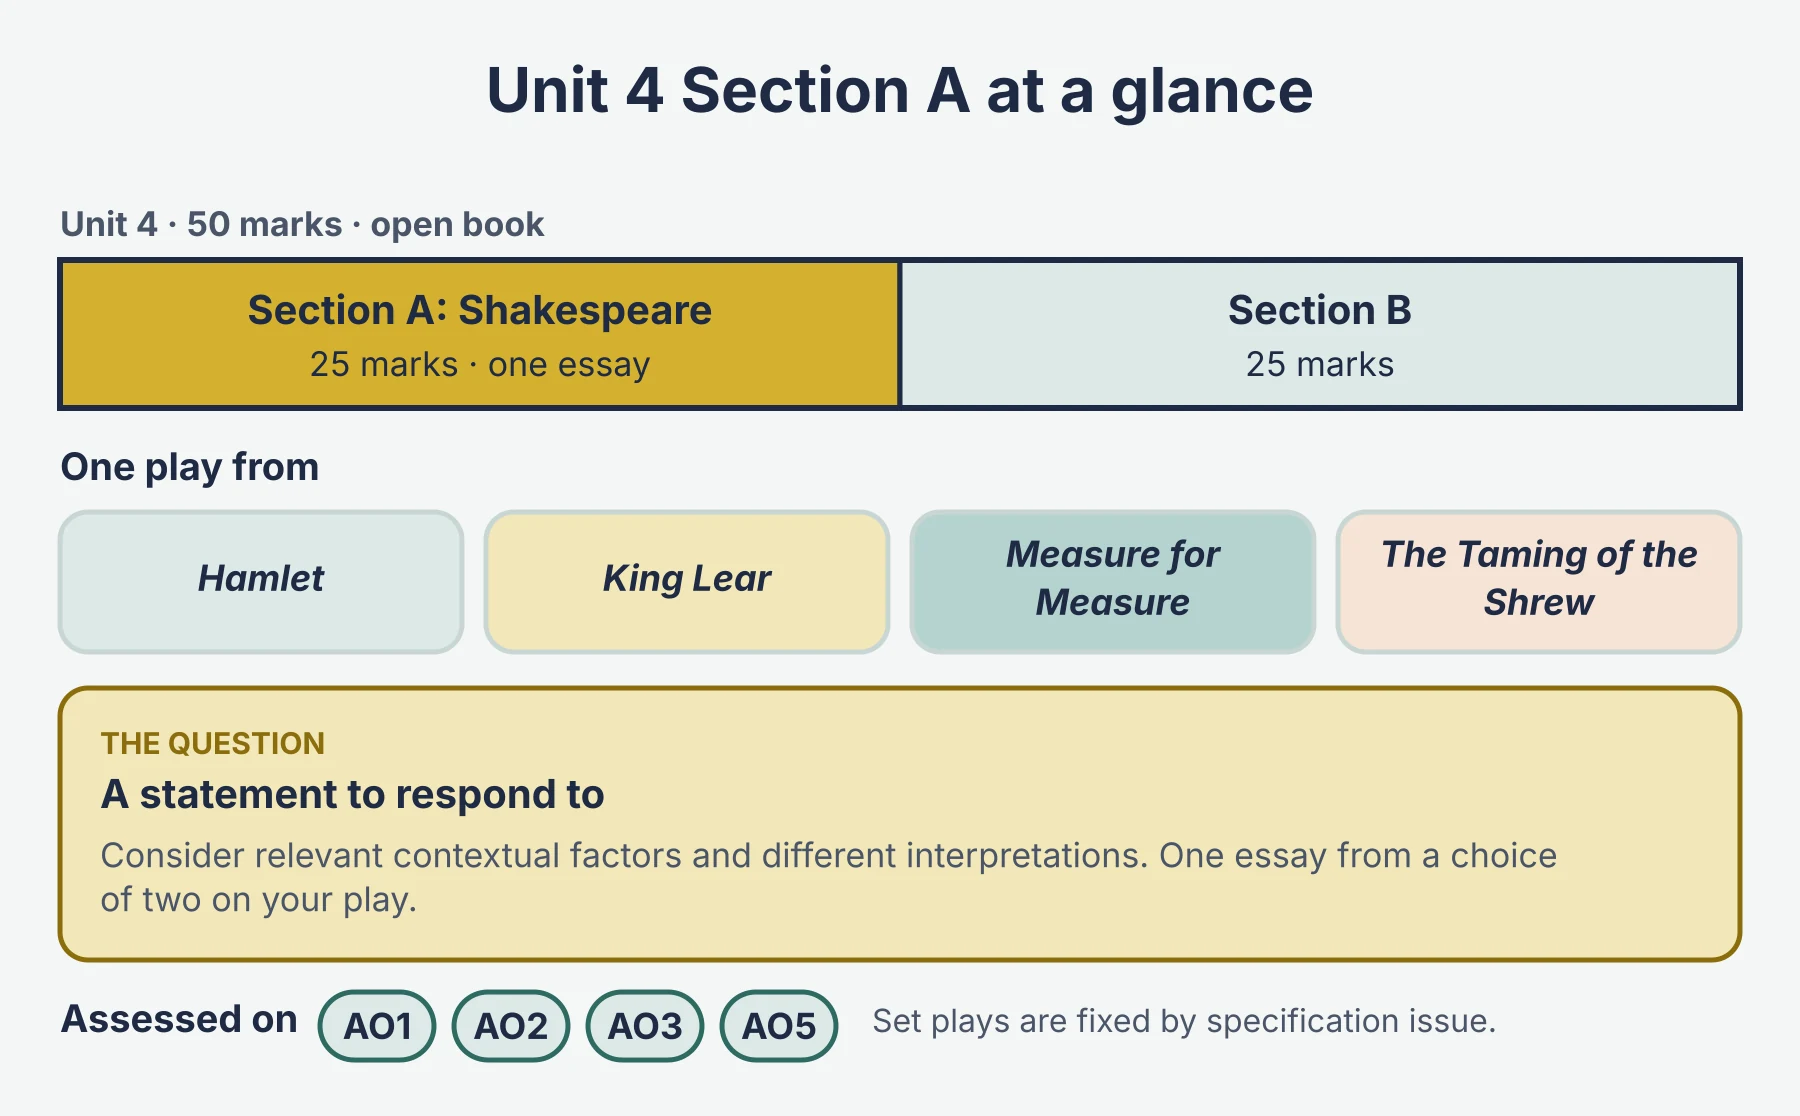 Unit 4 Section A at a glance
Unit 4 · 50 marks · open book
Section A: Shakespeare
25 marks · one essay
Section B
25 marks
One play from
Hamlet
King Lear
Measure for
Measure
The Taming of the
Shrew
THE QUESTION
A statement to respond to
Consider relevant contextual factors and different interpretations. One essay from a choice
of two on your play.
Assessed on
AO1
AO2
AO3
AO5
Set plays are fixed by specification issue.